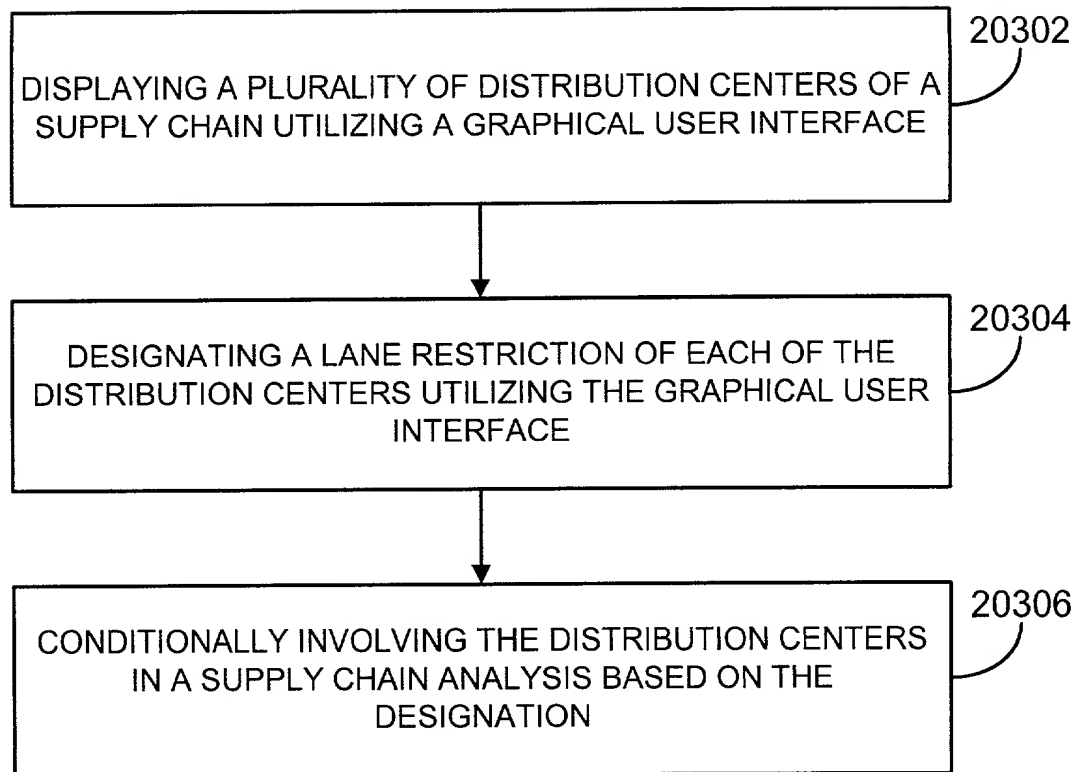 20302
DISPLAYING A PLURALITY OF DISTRIBUTION CENTERS OF A
SUPPLY CHAIN UTILIZING A GRAPHICAL USER INTERFACE
20304
DESIGNATING A LANE RESTRICTION OF EACH OF THE
DISTRIBUTION CENTERS UTILIZING THE GRAPHICAL USER
INTERFACE
20306
CONDITIONALLY INVOLVING THE DISTRIBUTION CENTERS
IN A SUPPLY CHAIN ANALYSIS BASED ON THE
DESIGNATION